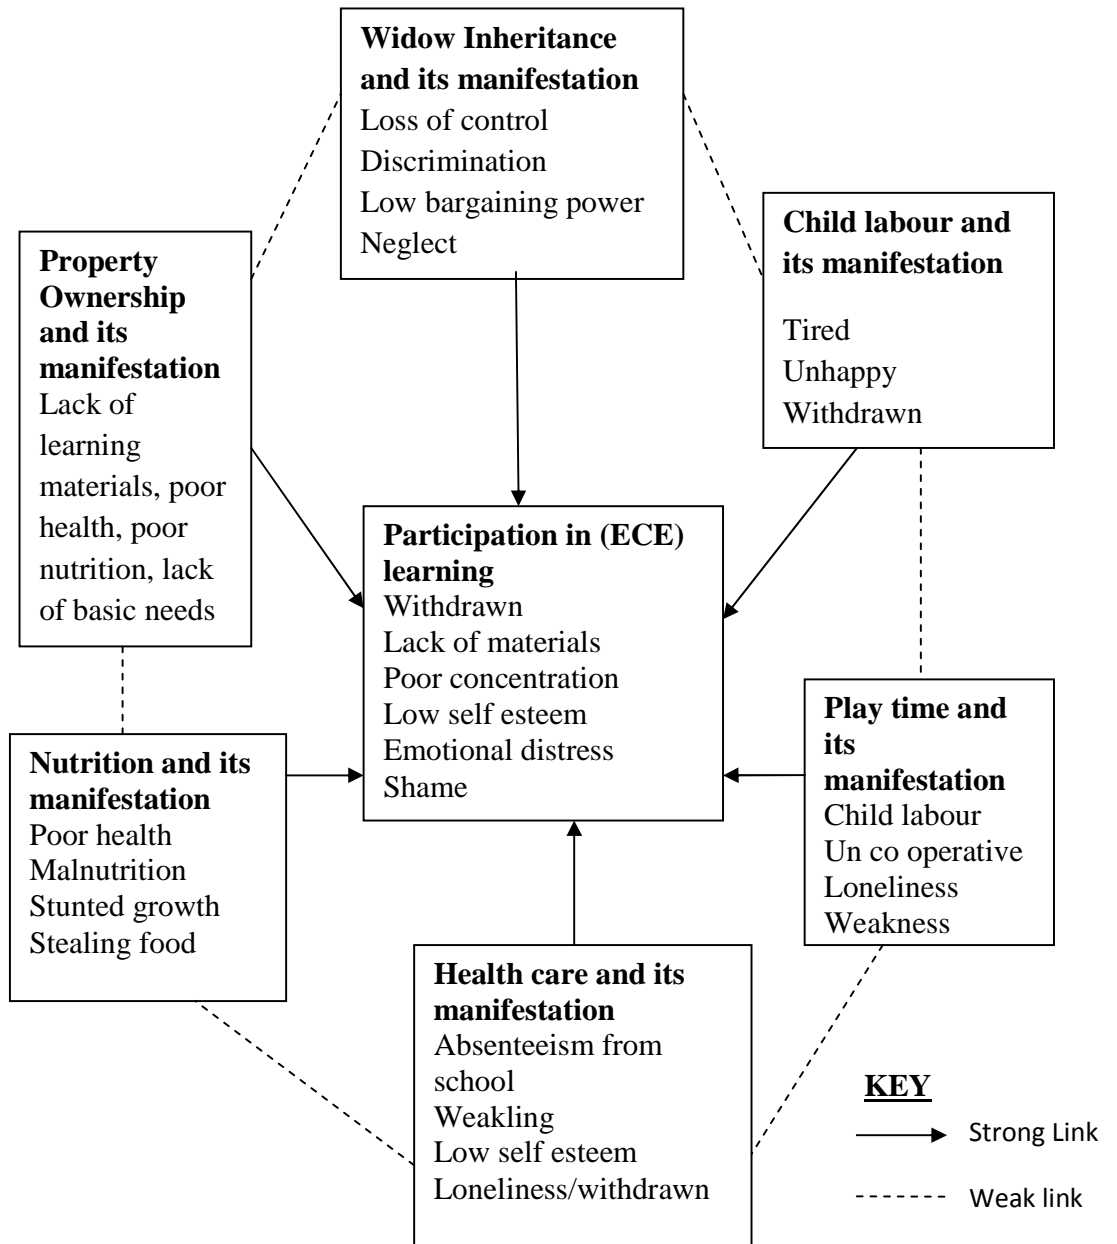 Widow Inheritance
and its manifestation
Loss of control
Discrimination
Low bargaining power
Neglect
Property
Ownership
and its
manifestation
Lack of
learning
materials, poor
health, poor
nutrition, lack
of basic needs
Child labour and
its manifestation
Tired
Unhappy
Withdrawn
Participation in (ECE)
learning
Withdrawn
Lack of materials
Poor concentration
Low self esteem
Emotional distress
Shame
Nutrition and its
manifestation
Poor health
Malnutrition
Stunted growth
Stealing food
Play time and
its
manifestation
Child labour
Un co operative
Loneliness
Weakness
Health care and its
manifestation
Absenteeism from
school
Weakling
Low self esteem
Loneliness/withdrawn
KEY
Strong Link
Weak link